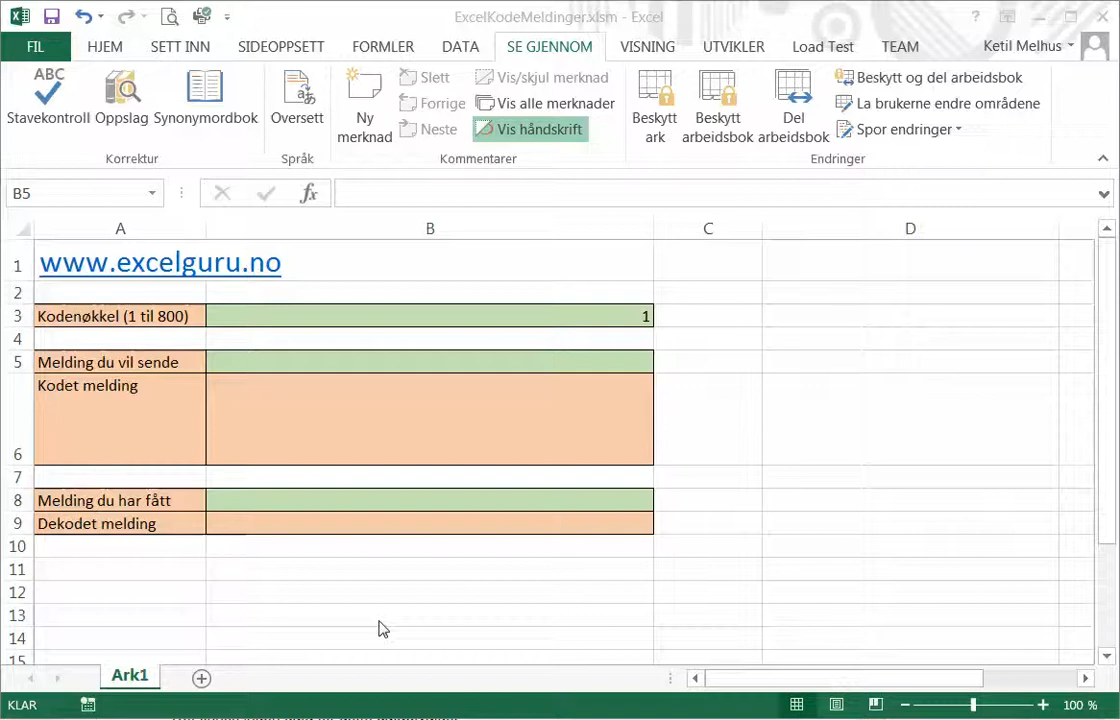 ExcelKodeMeldinger.xlsm - Excel
?
FIL HJEM SETT INN SIDEOPPSETT FORMLER DATA SE GJENNOM VISNING UTVIKLER Load Test TEAM Ketil Melhus
ABC
Stavekontroll Oppslag Synonymordbok
Korrektur
Oversett
Språk
Ny merknad
Slett
Forrige
Neste
Vis/skjul merknad
Vis alle merknader
Vis håndskrift
Kommentarer
Beskytt ark
Beskytt arbeidsbok
Del arbeidsbok
Beskytt og del arbeidsbok
La brukerne endre områdene
Spor endringer
Endringer
B5 fx
A B C D
1 www.excelguru.no
2
3 Kodenøkkel (1 til 800) 1
4
5 Melding du vil sende
6 Kodet melding
7
8 Melding du har fått
9 Dekodet melding
10
11
12
13
14
15
Ark1
KLAR 100 %